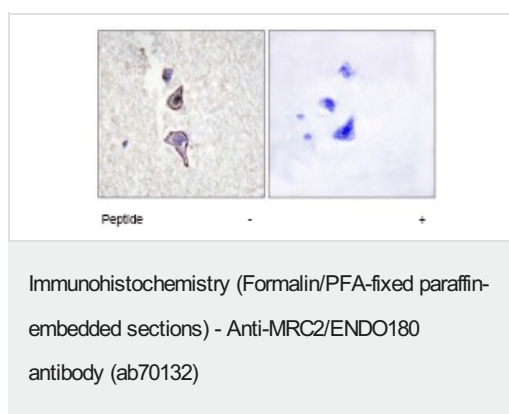 Peptide - +
Immunohistochemistry (Formalin/PFA-fixed paraffin-
embedded sections) - Anti-MRC2/ENDO180
antibody (ab70132)